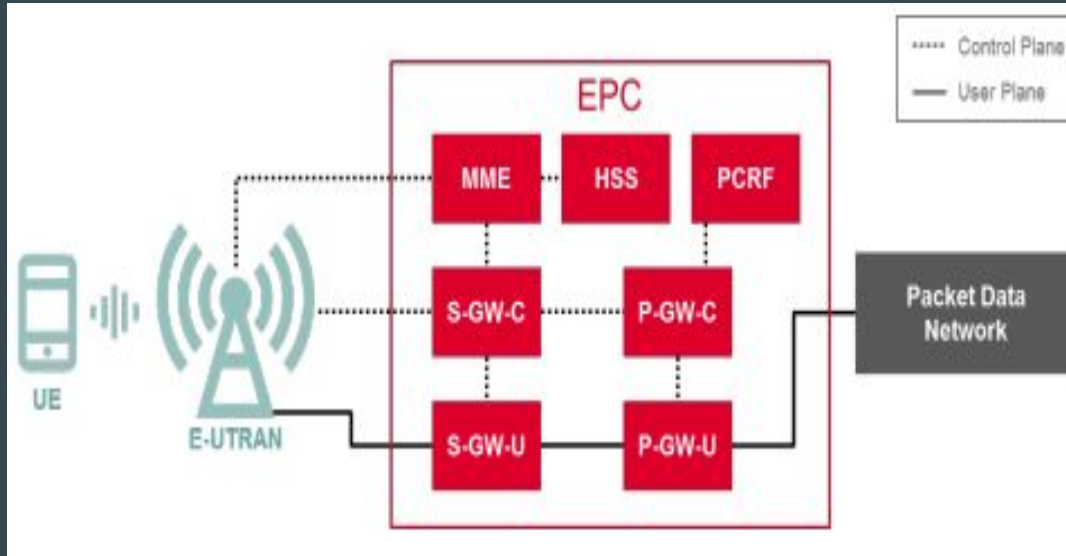 Control Plane
User Plane
EPC
MME
HSS
PCRF
S-GW-C
P-GW-C
Packet Data
Network
UE
E-UTRAN
S-GW-U
P-GW-U